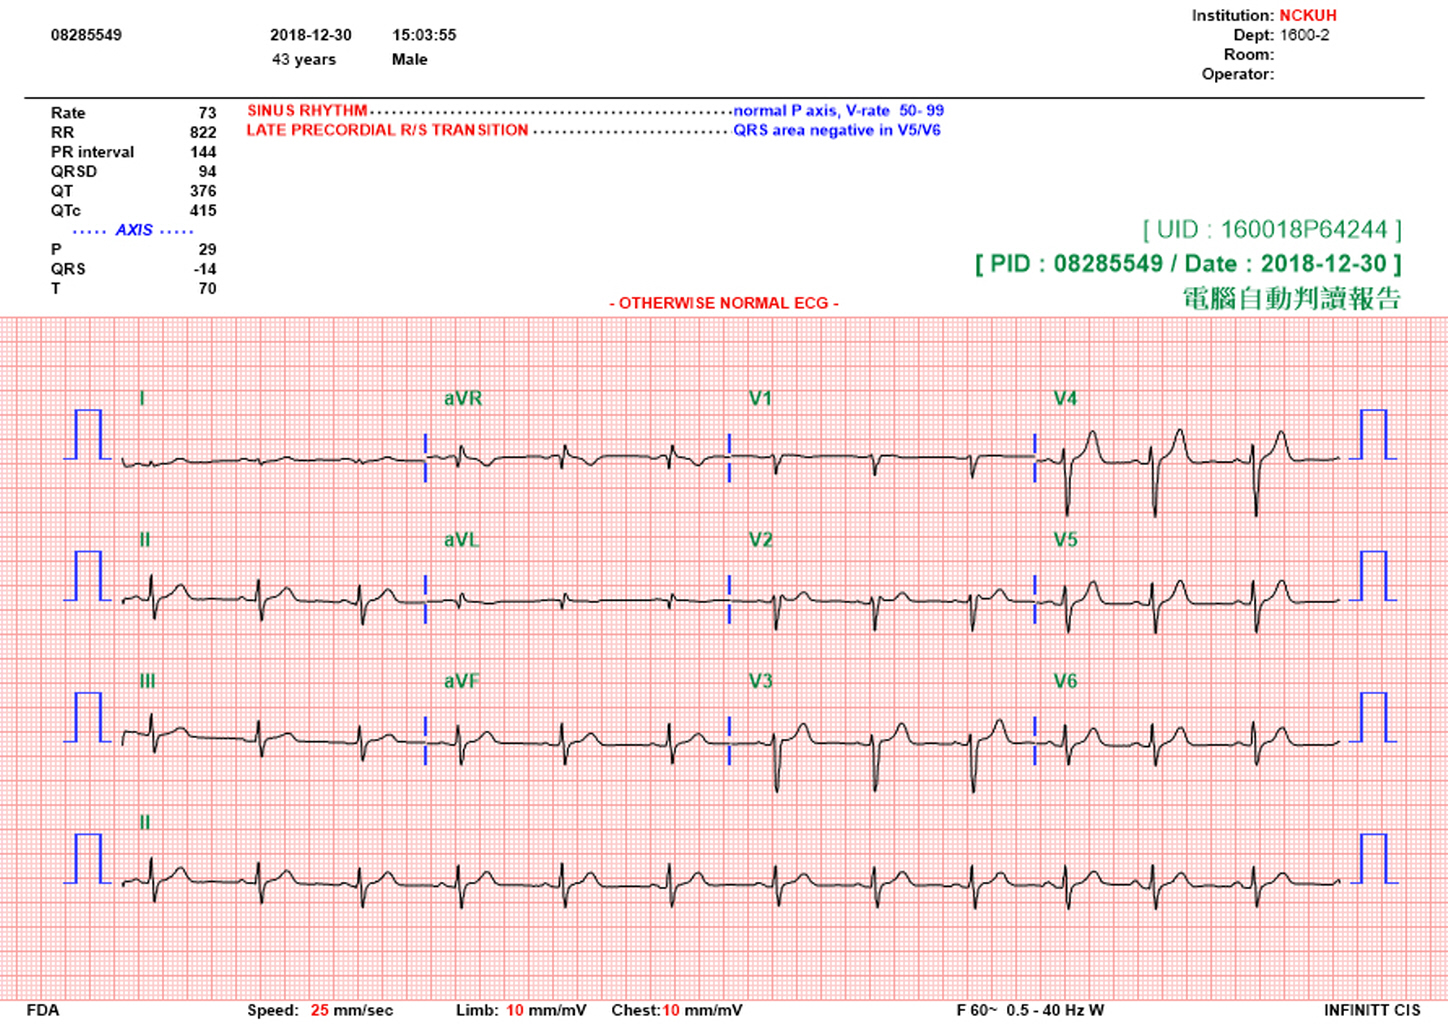 Institution: NCKUH
08285549 2018-12-30 15:03:55 Dept: 1600-2
43 years Male Room:
Operator:
Rate 73 SINUS RHYTHM normal P axis, V-rate 50- 99
RR 822 LATE PRECORDIAL R/S TRANSITION QRS area negative in V5/V6
PR interval 144
QRSD 94
QT 376
QTc 415
····· AXIS ·····
P 29
QRS -14
T 70
[ UID : 160018P64244 ]
[ PID : 08285549 / Date : 2018-12-30 ]
電腦自動判讀報告
- OTHERWISE NORMAL ECG -
I aVR V1 V4
II aVL V2 V5
III aVF V3 V6
II
FDA Speed: 25 mm/sec Limb: 10 mm/mV Chest:10 mm/mV F 60~ 0.5 - 40 Hz W INFINITT CIS